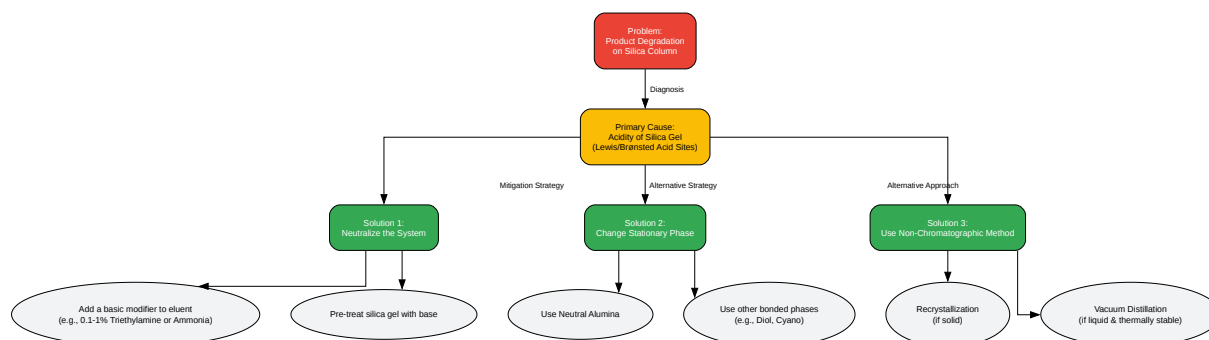 Problem:
Product Degradation
on Silica Column
Diagnosis
Primary Cause:
Acidity of Silica Gel
(Lewis/Brønsted Acid Sites)
Mitigation Strategy
Alternative Strategy
Alternative Approach
Solution 1:
Neutralize the System
Solution 2:
Change Stationary Phase
Solution 3:
Use Non-Chromatographic Method
Add a basic modifier to eluent
(e.g., 0.1-1% Triethylamine or Ammonia)
Pre-treat silica gel with base
Use Neutral Alumina
Use other bonded phases
(e.g., Diol, Cyano)
Recrystallization
(if solid)
Vacuum Distillation
(if liquid & thermally stable)